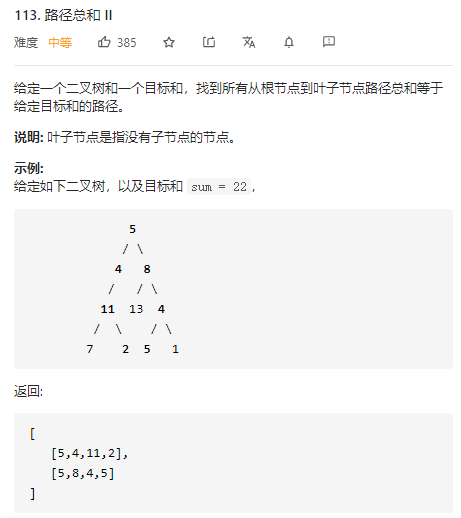 113. 路径总和 II
难度 中等 385
给定一个二叉树和一个目标和，找到所有从根节点到叶子节点路径总和等于
给定目标和的路径。
说明: 叶子节点是指没有子节点的节点。
示例:
给定如下二叉树，以及目标和 sum = 22，
5
/ \
4 8
/ / \
11 13 4
/ \ / \
7 2 5 1
返回:
[
[5,4,11,2],
[5,8,4,5]
]